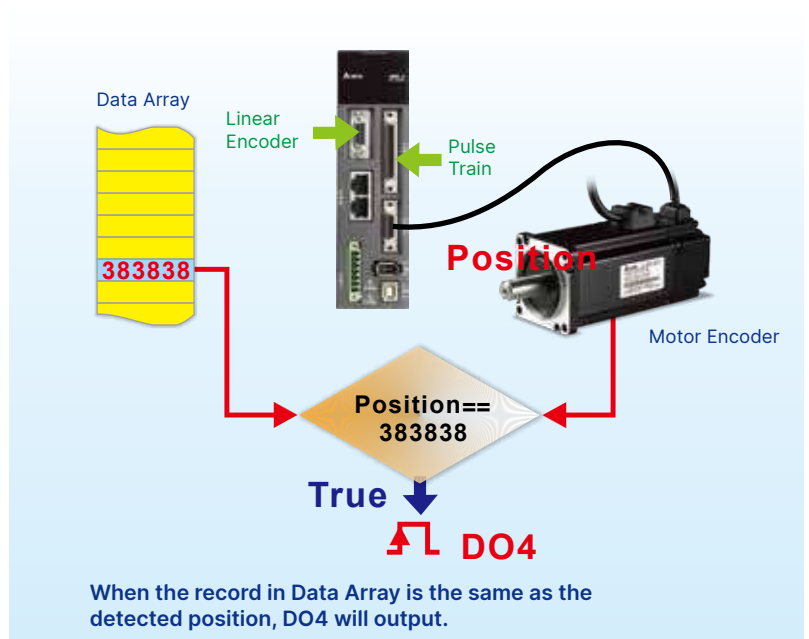 Data Array
Linear
Encoder
Pulse
Train
383838
Position
Motor Encoder
Position==
383838
True
DO4
When the record in Data Array is the same as the
detected position, DO4 will output.